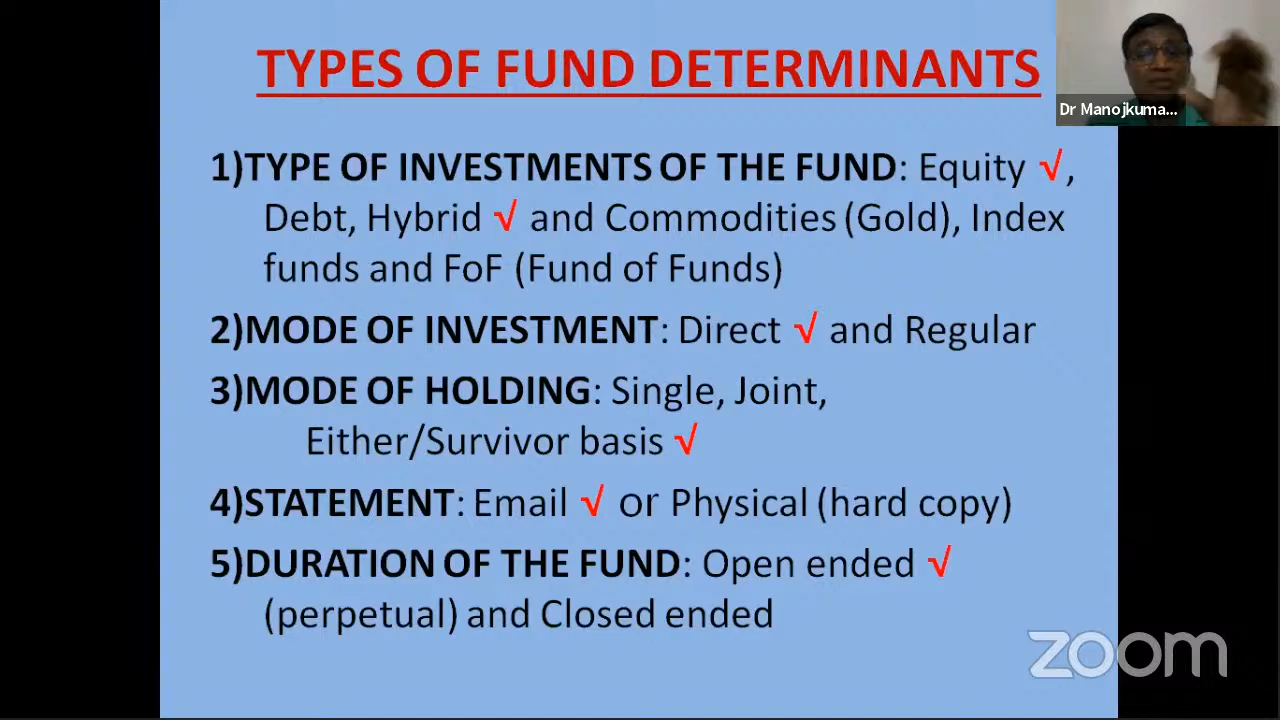 TYPES OF FUND DETERMINANTS
Dr Manojkuma...
1)TYPE OF INVESTMENTS OF THE FUND: Equity √,
Debt, Hybrid √ and Commodities (Gold), Index
funds and FoF (Fund of Funds)
2)MODE OF INVESTMENT: Direct √ and Regular
3)MODE OF HOLDING: Single, Joint,
Either/Survivor basis √
4)STATEMENT: Email √ or Physical (hard copy)
5)DURATION OF THE FUND: Open ended √
(perpetual) and Closed ended
zoom